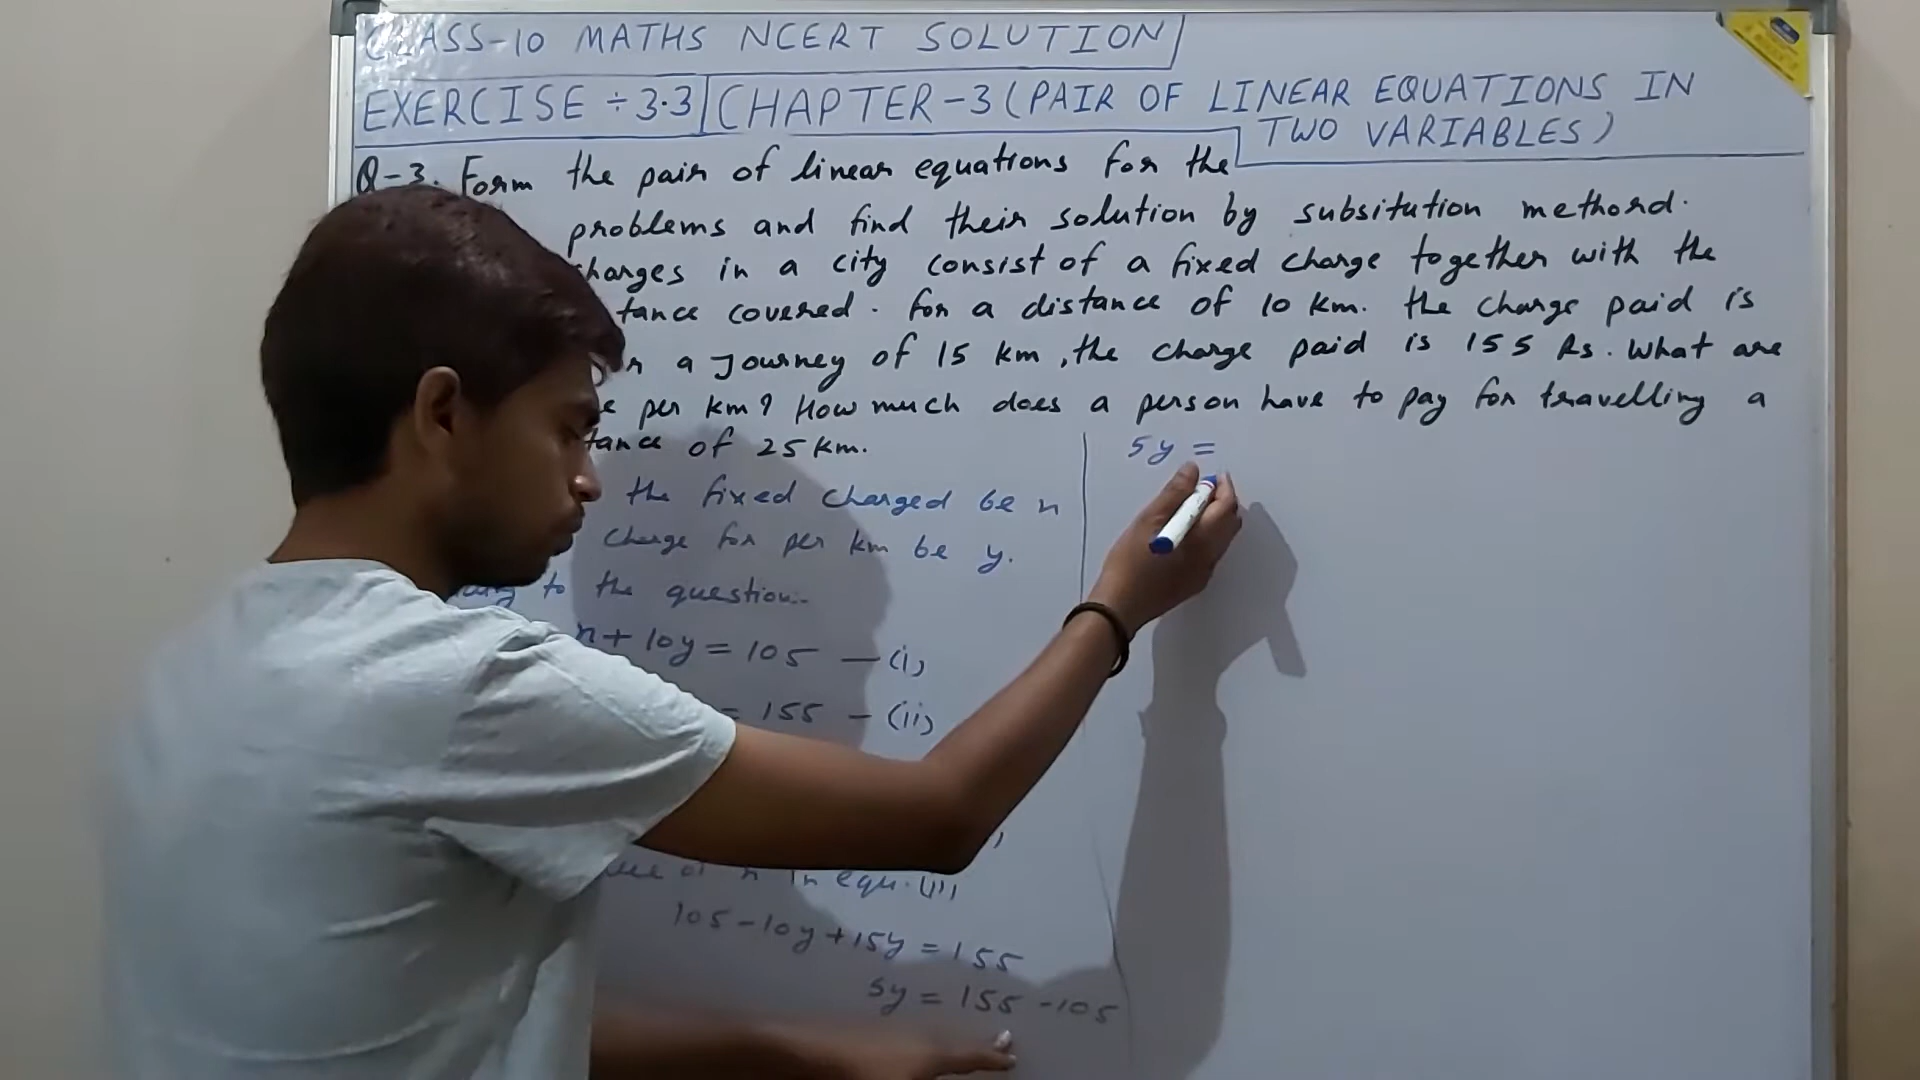 CLASS-10 MATHS NCERT SOLUTION
EXERCISE ÷ 3.3 CHAPTER-3 (PAIR OF LINEAR EQUATIONS IN
TWO VARIABLES)
Q-3. Form the pair of linear equations for the
problems and find their solution by subsitution methord.
charges in a city consist of a fixed charge together with the
tance covered. for a distance of 10 km. the charge paid is
a Journey of 15 km, the charge paid is 155 Rs. What are
per km? How much does a person have to pay for travelling a
tance of 25 km.
the fixed charged be x
charge for per km be y.
to the question:-
x + 10y = 105 — (i)
= 155 — (ii)
of x in equ. (ii)
105 - 10y + 15y = 155
5y = 155 - 105
5y =